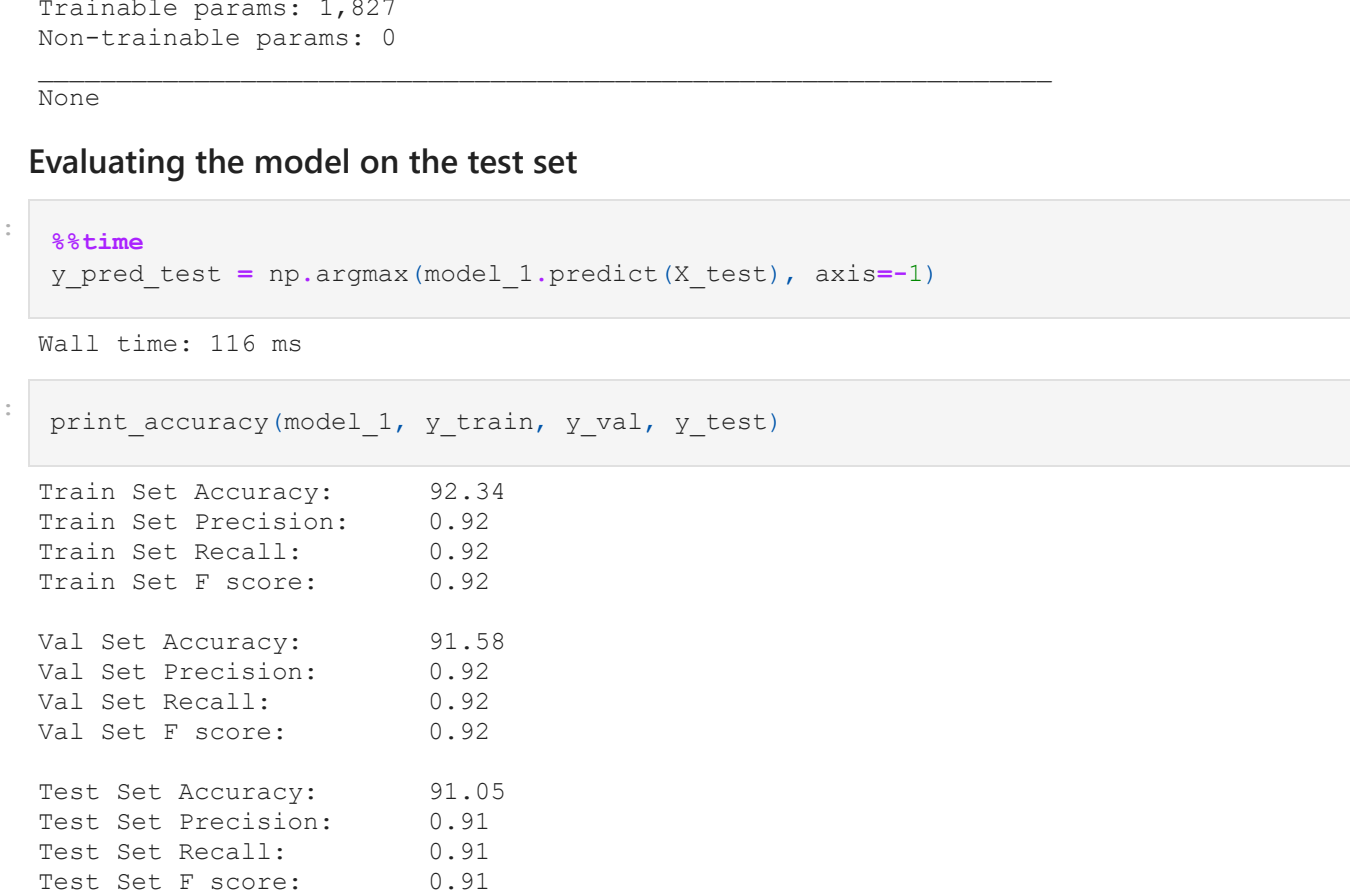 Trainable params: 1,827
Non-trainable params: 0
_________________________________________________________________
None
Evaluating the model on the test set
:
%%time
y_pred_test = np.argmax(model_1.predict(X_test), axis=-1)
Wall time: 116 ms
:
print_accuracy(model_1, y_train, y_val, y_test)
Train Set Accuracy: 92.34
Train Set Precision: 0.92
Train Set Recall: 0.92
Train Set F score: 0.92
Val Set Accuracy: 91.58
Val Set Precision: 0.92
Val Set Recall: 0.92
Val Set F score: 0.92
Test Set Accuracy: 91.05
Test Set Precision: 0.91
Test Set Recall: 0.91
Test Set F score: 0.91